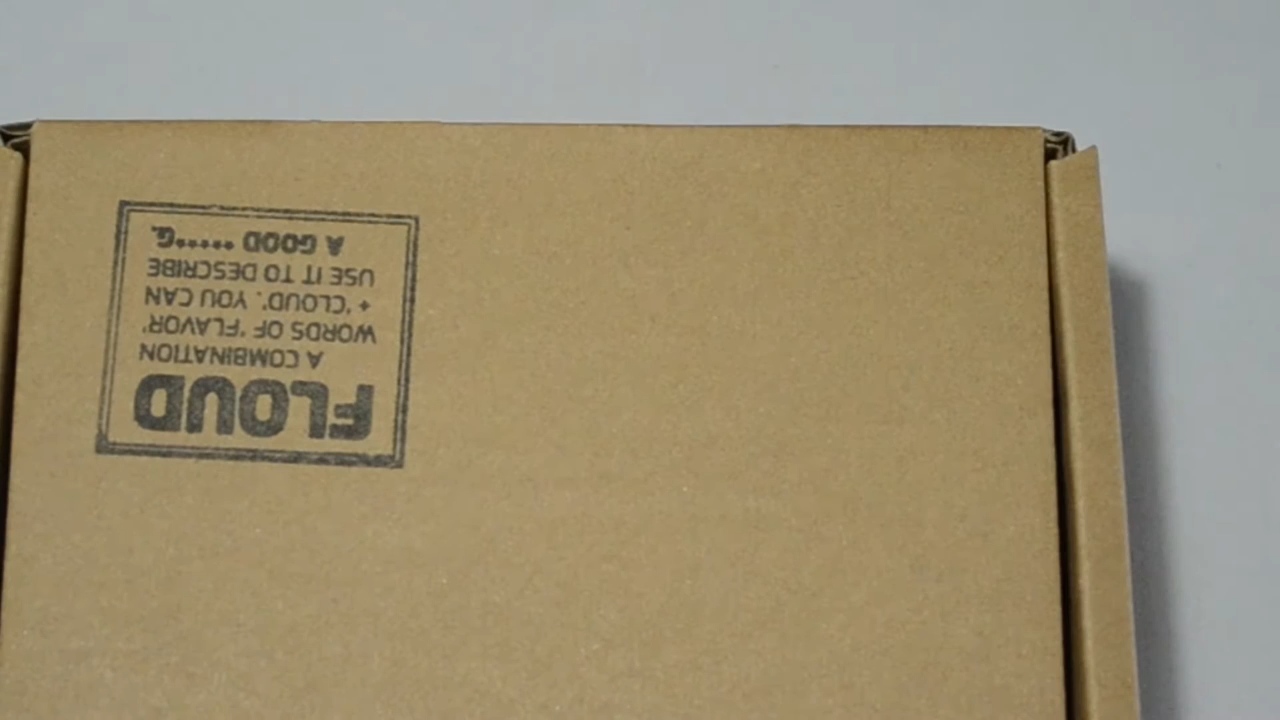 FLOUD
A COMBINATION
WORDS OF 'FLAVOR'
+ 'CLOUD'. YOU CAN
USE IT TO DESCRIBE
A GOOD *****G.